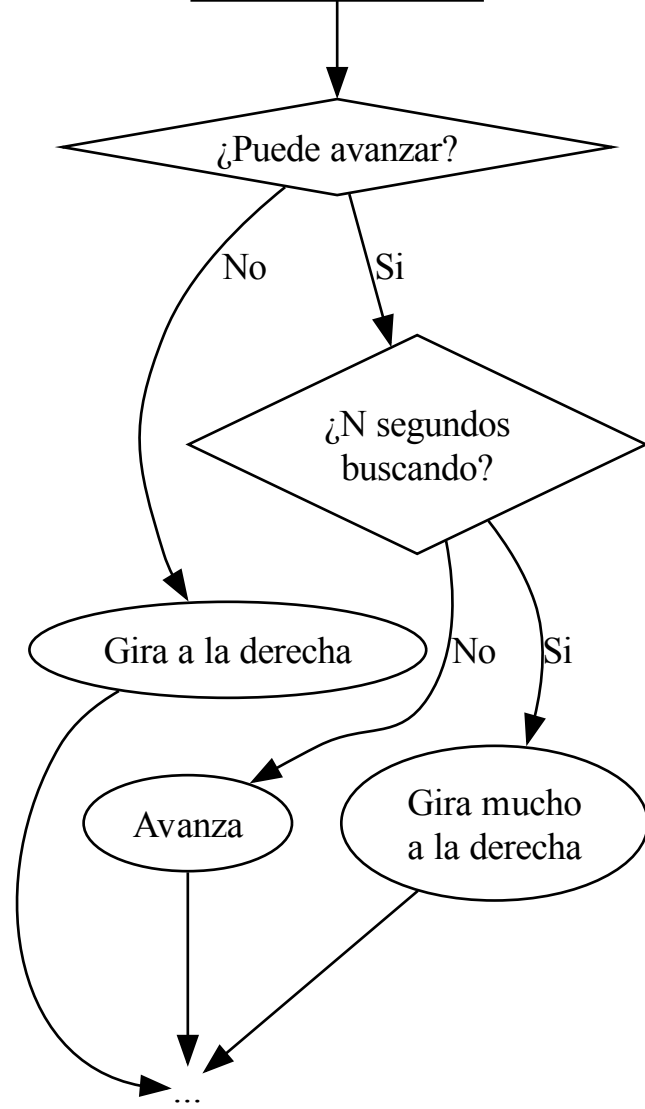 ¿Puede avanzar?
No
Si
¿N segundos
buscando?
Gira a la derecha
No
Si
Avanza
Gira mucho
a la derecha
...